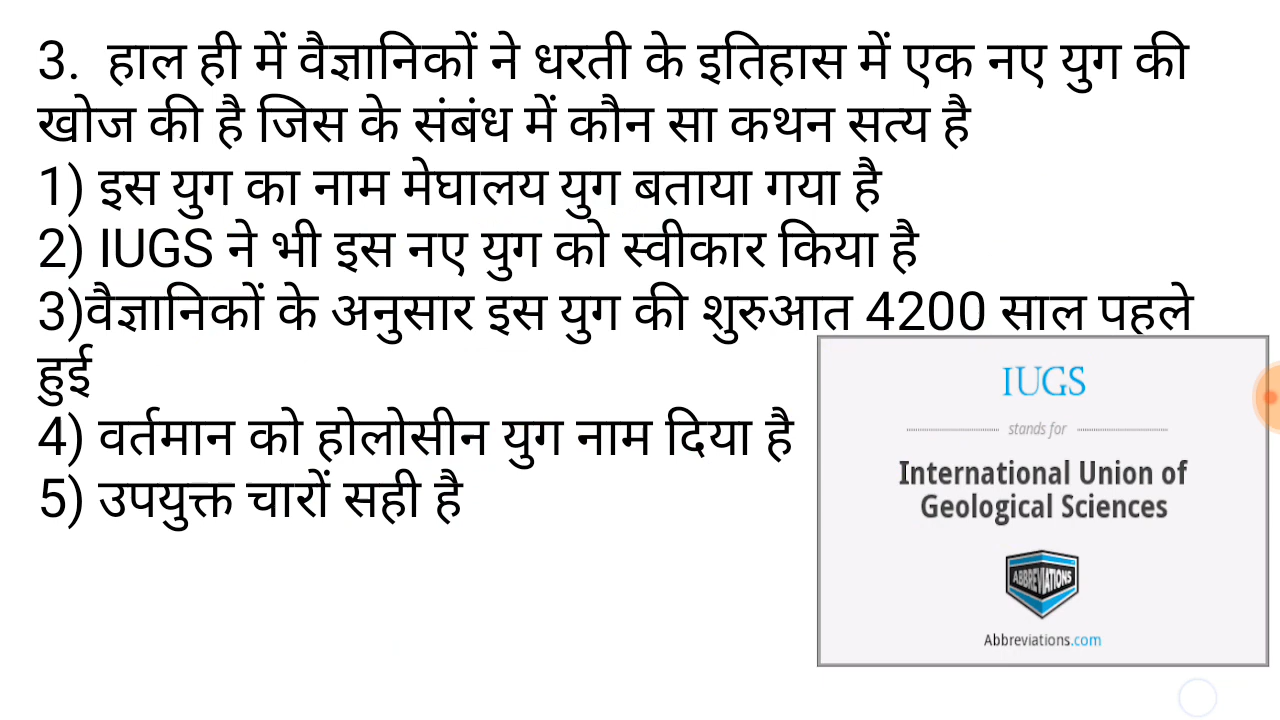 3. हाल ही में वैज्ञानिकों ने धरती के इतिहास में एक नए युग की
खोज की है जिस के संबंध में कौन सा कथन सत्य है
1) इस युग का नाम मेघालय युग बताया गया है
2) IUGS ने भी इस नए युग को स्वीकार किया है
3)वैज्ञानिकों के अनुसार इस युग की शुरुआत 4200 साल पहले
हुई
4) वर्तमान को होलोसीन युग नाम दिया है
5) उपयुक्त चारों सही है
IUGS
stands for
International Union of
Geological Sciences
ABBREVIATIONS
Abbreviations.com